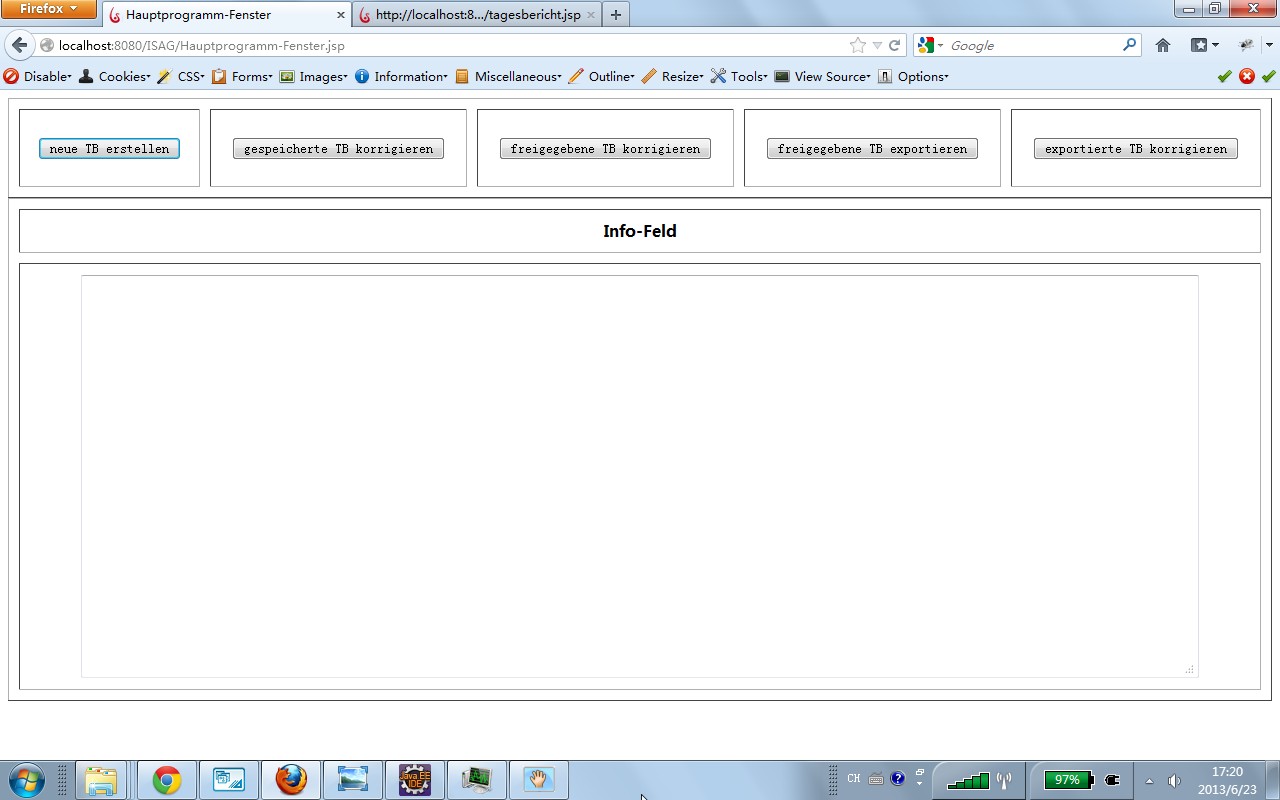 Firefox
Hauptprogramm-Fenster
http://localhost:8.../tagesbericht.jsp
localhost:8080/ISAG/Hauptprogramm-Fenster.jsp
Google
Disable
Cookies
CSS
Forms
Images
Information
Miscellaneous
Outline
Resize
Tools
View Source
Options
neue TB erstellen
gespeicherte TB korrigieren
freigegebene TB korrigieren
freigegebene TB exportieren
exportierte TB korrigieren
Info-Feld
Java EE
IDE
CH
97%
17:20
2013/6/23